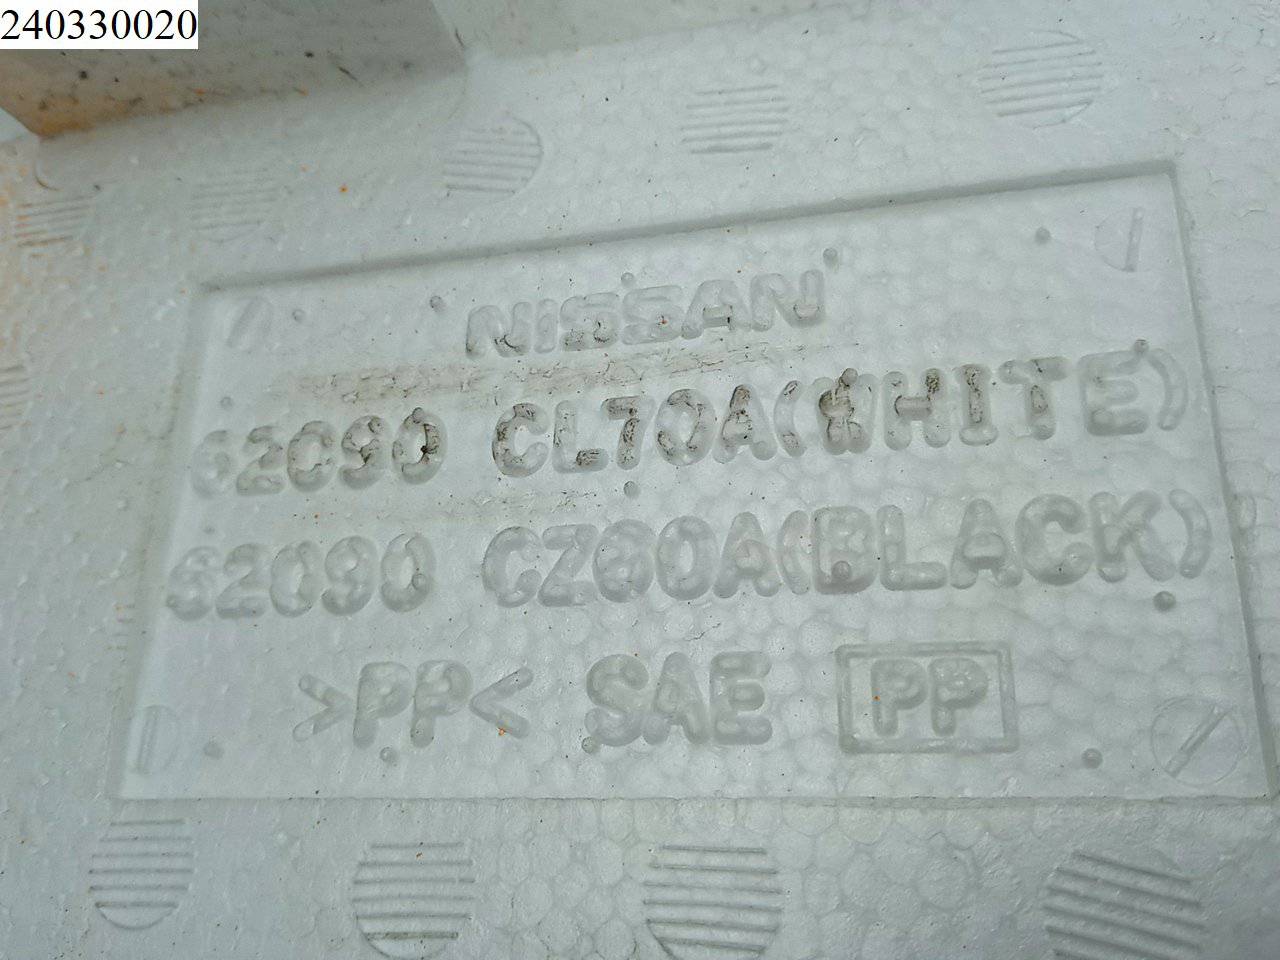 240330020
NISSAN
62090 CL70A(WHITE)
62090 CZ60A(BLACK)
>PP< SAE PP